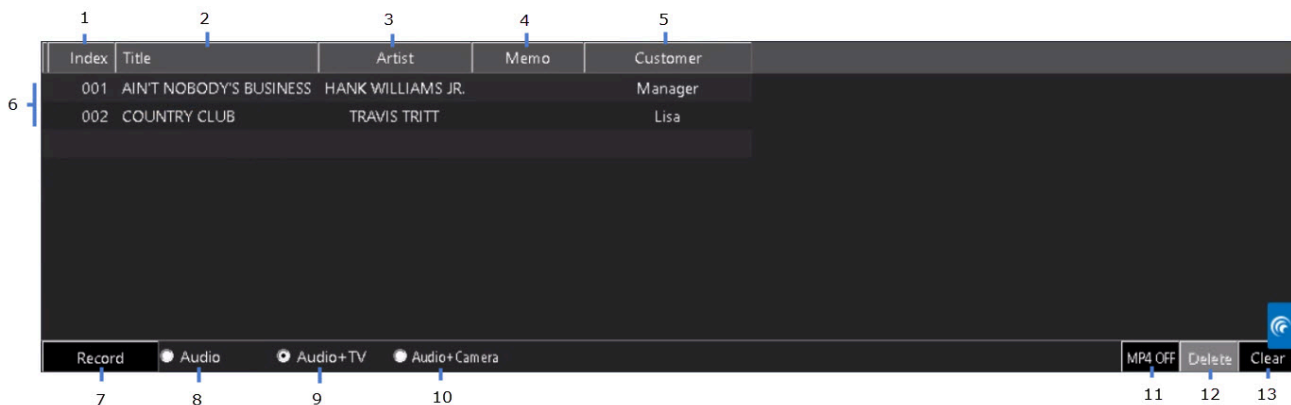 1 2 3 4 5
Index Title Artist Memo Customer
6
001 AIN'T NOBODY'S BUSINESS HANK WILLIAMS JR. Manager
002 COUNTRY CLUB TRAVIS TRITT Lisa
Record Audio Audio+TV Audio+Camera MP4 OFF Delete Clear
7 8 9 10 11 12 13